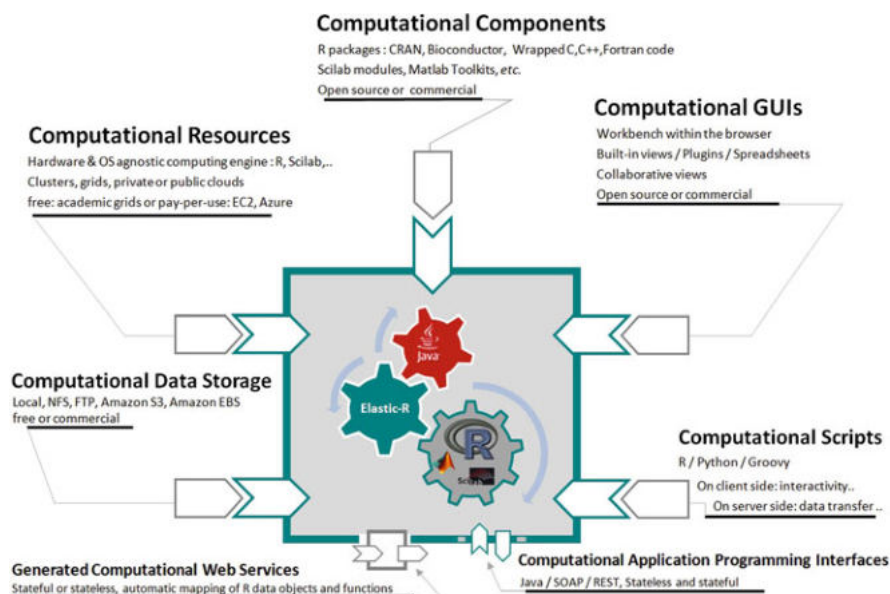 Computational Components
R packages : CRAN, Bioconductor, Wrapped C,C++,Fortran code
Scilab modules, Matlab Toolkits, etc.
Open source or commercial
Computational GUIs
Workbench within the browser
Built-in views / Plugins / Spreadsheets
Collaborative views
Open source or commercial
Computational Resources
Hardware & OS agnostic computing engine : R, Scilab,..
Clusters, grids, private or public clouds
free: academic grids or pay-per-use: EC2, Azure
Java
Elastic-R
R
Computational Data Storage
Local, NFS, FTP, Amazon S3, Amazon EBS
free or commercial
Computational Scripts
R / Python / Groovy
On client side: interactivity..
On server side: data transfer ..
Generated Computational Web Services
Stateful or stateless, automatic mapping of R data objects and functions
Computational Application Programming Interfaces
Java / SOAP / REST, Stateless and stateful